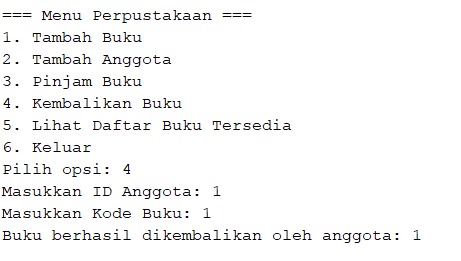 === Menu Perpustakaan ===
1. Tambah Buku
2. Tambah Anggota
3. Pinjam Buku
4. Kembalikan Buku
5. Lihat Daftar Buku Tersedia
6. Keluar
Pilih opsi: 4
Masukkan ID Anggota: 1
Masukkan Kode Buku: 1
Buku berhasil dikembalikan oleh anggota: 1